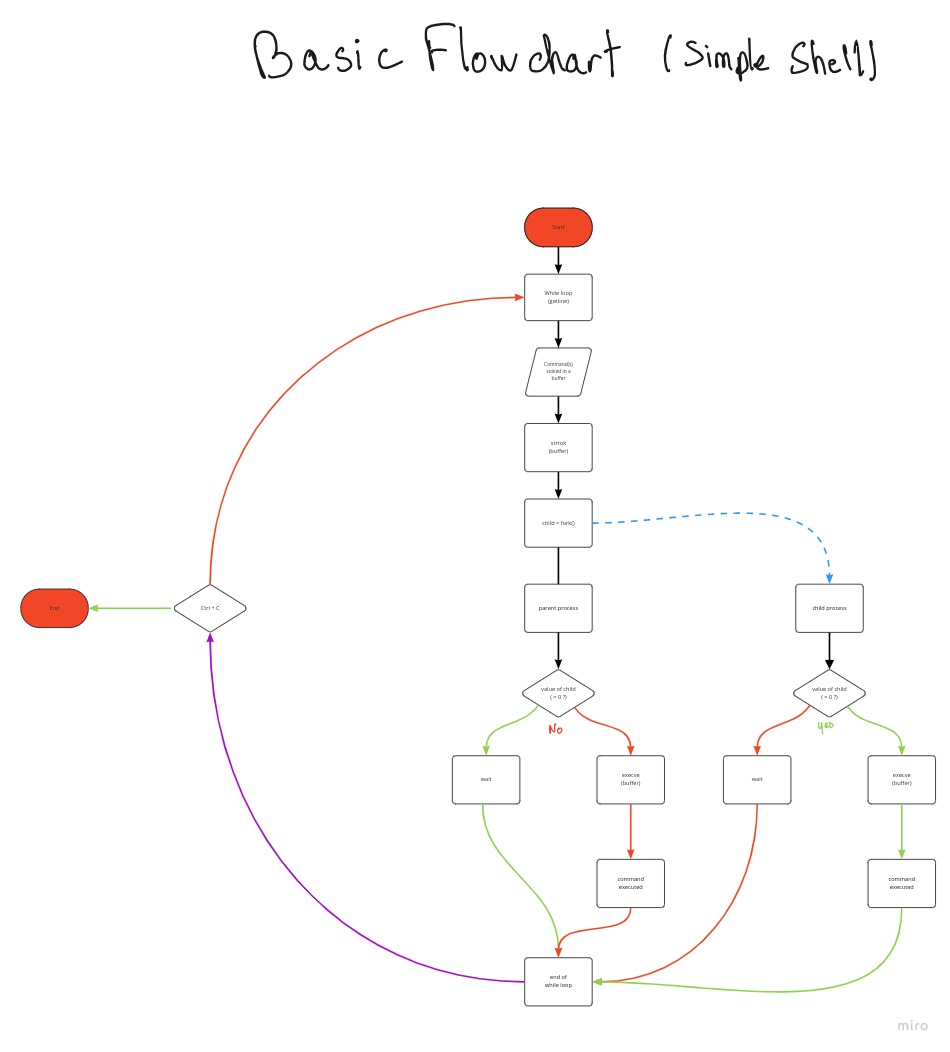 Basic Flowchart (Simple Shell)
Start
While loop
(getline)
Command(s)
stoked in a
buffer
strtok
(buffer)
child = fork()
parent process
child process
End
Ctrl + C
value of child
( = 0 ?)
No
value of child
( = 0 ?)
yes
wait
execve
(buffer)
wait
execve
(buffer)
command
executed
command
executed
end of
while loop
miro